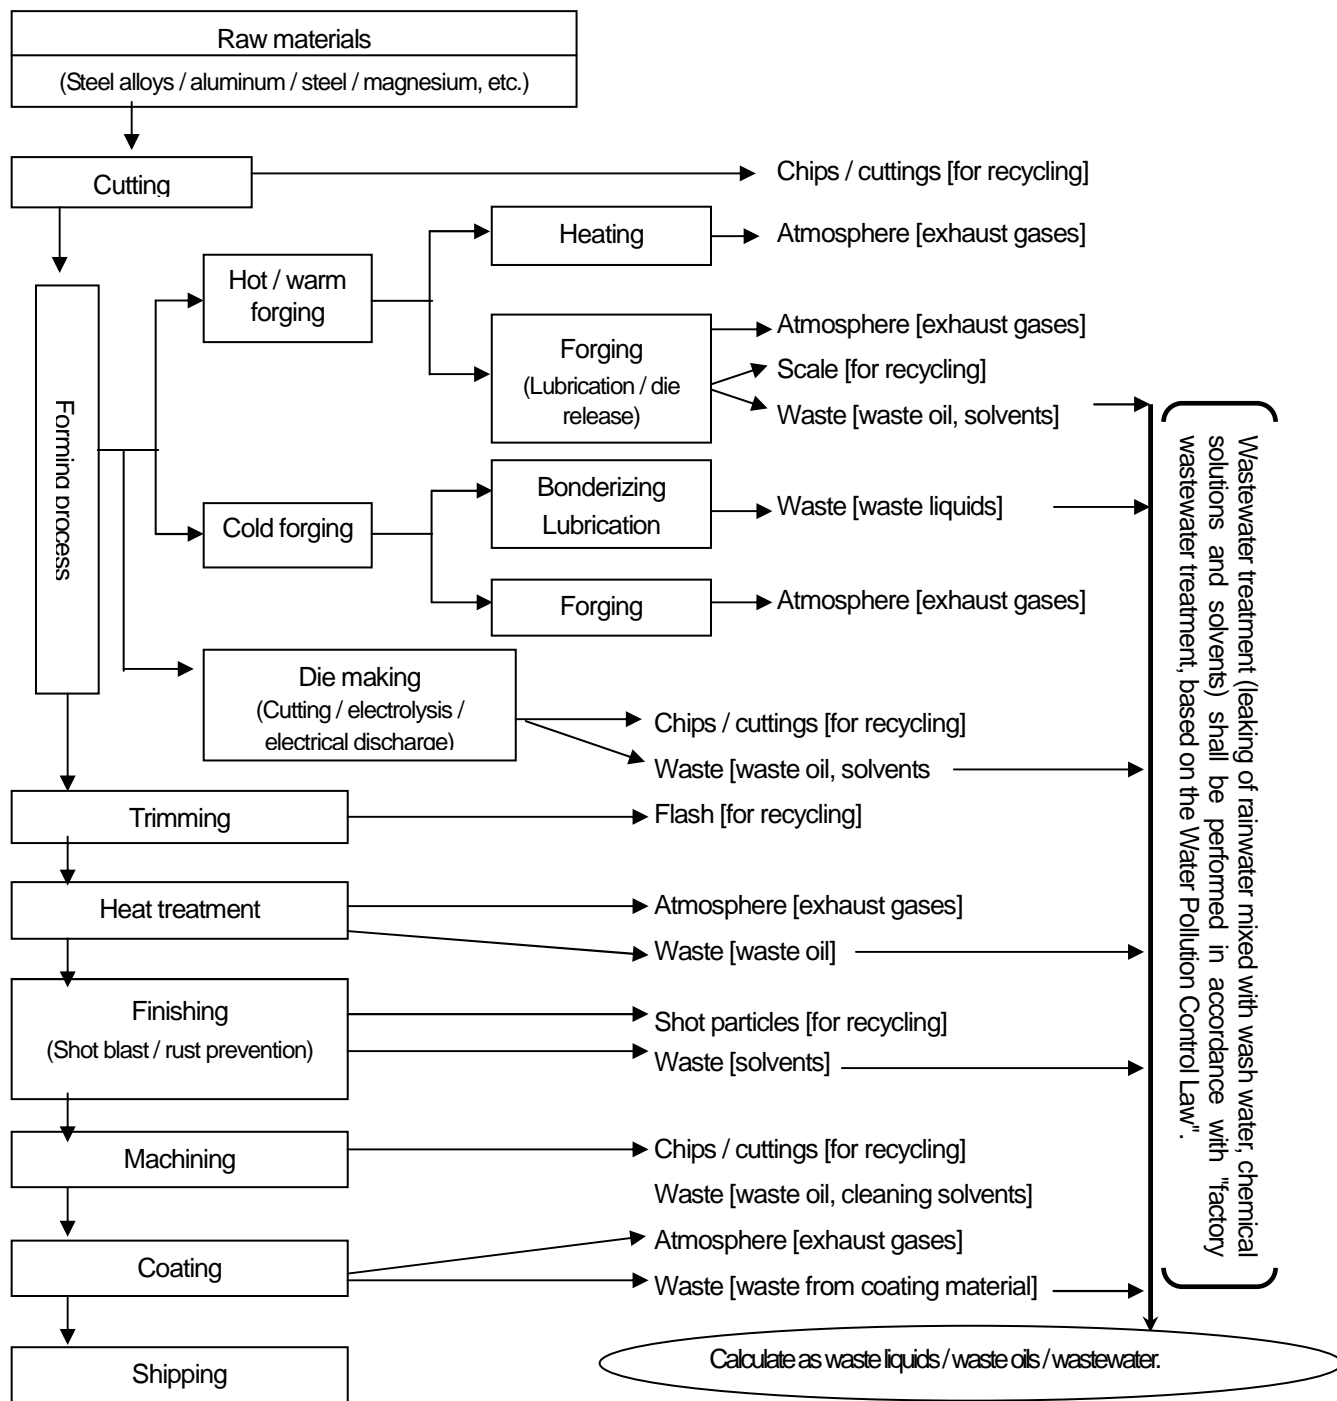 Raw materials
(Steel alloys / aluminum / steel / magnesium, etc.)
Cutting
Chips / cuttings [for recycling]
Heating
Atmosphere [exhaust gases]
Hot / warm
forging
Forging
(Lubrication / die
release)
Atmosphere [exhaust gases]
Scale [for recycling]
Waste [waste oil, solvents]
Forming process
Bonderizing
Lubrication
Waste [waste liquids]
Cold forging
Forging
Atmosphere [exhaust gases]
Die making
(Cutting / electrolysis /
electrical discharge)
Chips / cuttings [for recycling]
Waste [waste oil, solvents
Trimming
Flash [for recycling]
Heat treatment
Atmosphere [exhaust gases]
Waste [waste oil]
Finishing
(Shot blast / rust prevention)
Shot particles [for recycling]
Waste [solvents]
Machining
Chips / cuttings [for recycling]
Waste [waste oil, cleaning solvents]
Coating
Atmosphere [exhaust gases]
Waste [waste from coating material]
Shipping
Wastewater treatment (leaking of rainwater mixed with wash water, chemical
solutions and solvents) shall be performed in accordance with "factory
wastewater treatment, based on the Water Pollution Control Law".
Calculate as waste liquids / waste oils / wastewater.